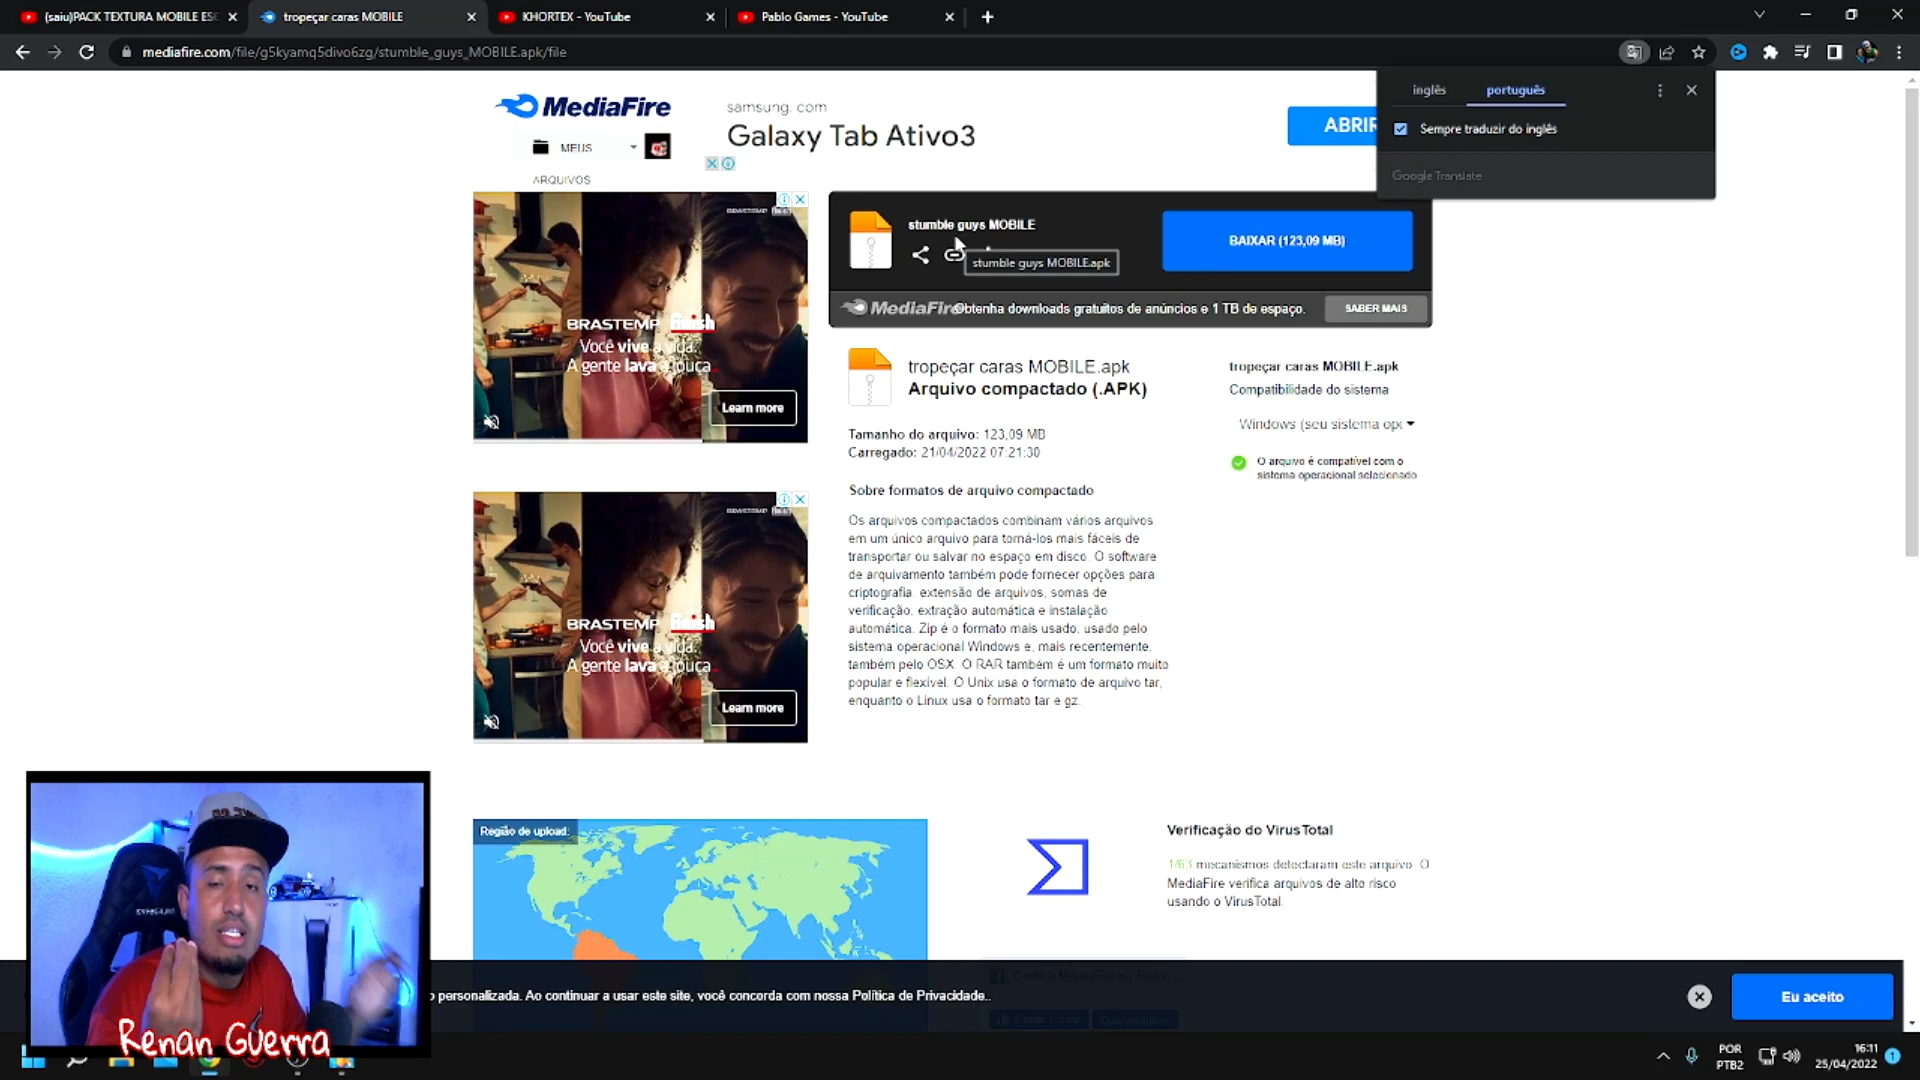 (saiu)PACK TEXTURA MOBILE ESC
tropeçar caras MOBILE
KHORTEX - YouTube
Pablo Games - YouTube
mediafire.com/file/g5kyamq5divo6zg/stumble_guys_MOBILE.apk/file
inglês
português
Sempre traduzir do inglês
Google Translate
MediaFire
MEUS
ARQUIVOS
samsung. com
Galaxy Tab Ativo3
ABRIR
stumble guys MOBILE
stumble guys MOBILE.apk
BAIXAR (123,09 MB)
MediaFire
Obtenha downloads gratuitos de anúncios e 1 TB de espaço.
SABER MAIS
BRASTEMP
BRASTEMP finish
Você vive a vida.
A gente lava a louça.
Learn more
tropeçar caras MOBILE.apk
Arquivo compactado (.APK)
Tamanho do arquivo: 123,09 MB
Carregado: 21/04/2022 07:21:30
tropeçar caras MOBILE.apk
Compatibilidade do sistema
Windows (seu sistema ope
O arquivo é compatível com o
sistema operacional selecionado
Sobre formatos de arquivo compactado
Os arquivos compactados combinam vários arquivos
em um único arquivo para torná-los mais fáceis de
transportar ou salvar no espaço em disco. O software
de arquivamento também pode fornecer opções para
criptografia, extensão de arquivos, somas de
verificação, extração automática e instalação
automática. Zip é o formato mais usado, usado pelo
sistema operacional Windows e, mais recentemente,
também pelo OSX. O RAR também é um formato muito
popular e flexível. O Unix usa o formato de arquivo tar,
enquanto o Linux usa o formato tar e gz.
BRASTEMP
BRASTEMP finish
Você vive a vida.
A gente lava a louça.
Learn more
Região de upload:
Verificação do VirusTotal
1/63 mecanismos detectaram este arquivo. O
MediaFire verifica arquivos de alto risco
usando o VirusTotal.
o personalizada. Ao continuar a usar este site, você concorda com nossa Política de Privacidade..
Eu aceito
Renan Guerra
POR
PTB2
16:11
25/04/2022
1